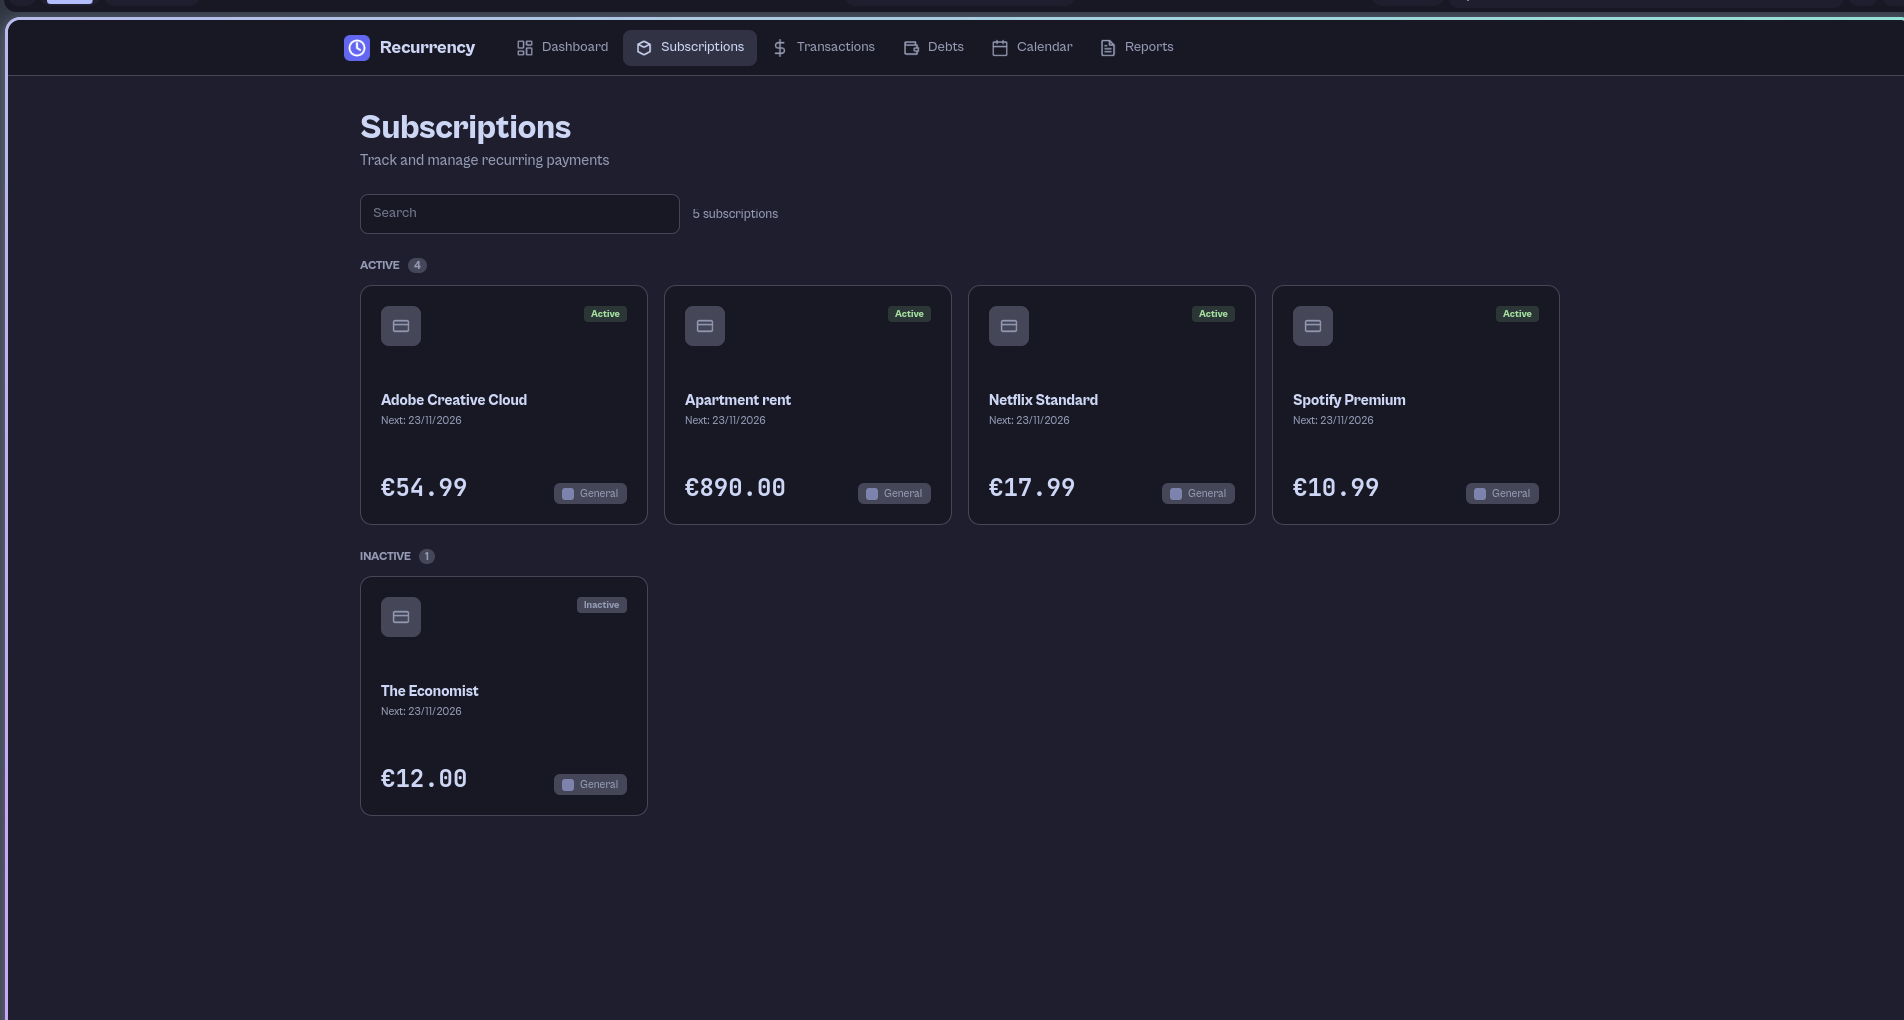 Recurrency
Dashboard
Subscriptions
Transactions
Debts
Calendar
Reports
Subscriptions
Track and manage recurring payments
Search
5 subscriptions
ACTIVE 4
Active
Adobe Creative Cloud
Next: 23/11/2026
€54.99
General
Active
Apartment rent
Next: 23/11/2026
€890.00
General
Active
Netflix Standard
Next: 23/11/2026
€17.99
General
Active
Spotify Premium
Next: 23/11/2026
€10.99
General
INACTIVE 1
Inactive
The Economist
Next: 23/11/2026
€12.00
General